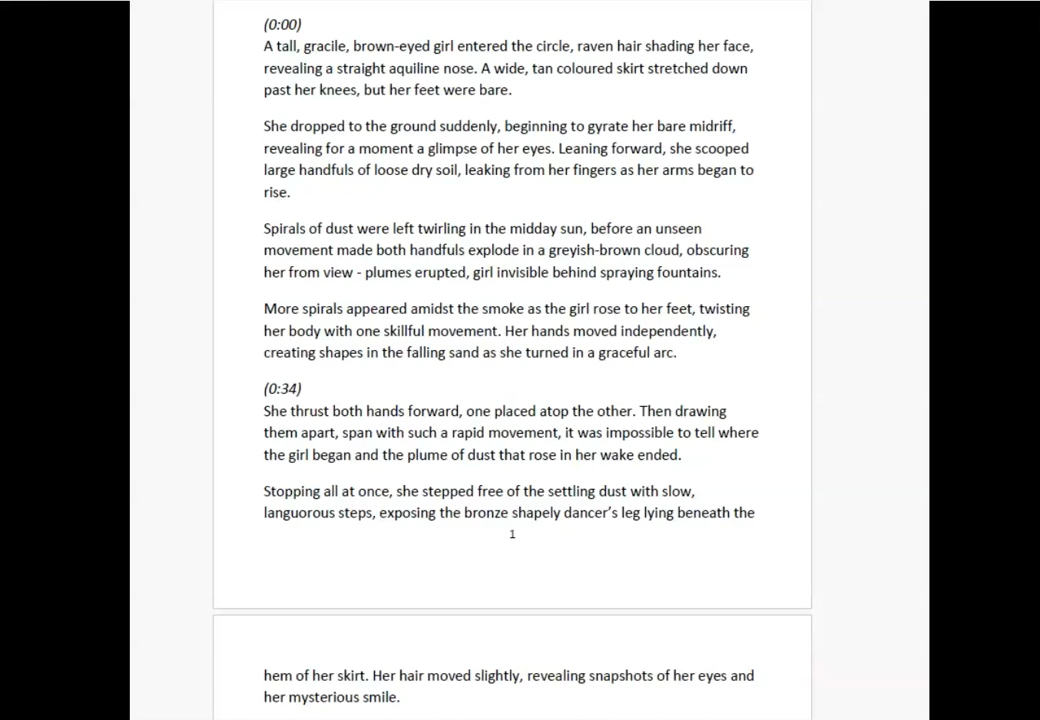 (0:00)
A tall, gracile, brown-eyed girl entered the circle, raven hair shading her face,
revealing a straight aquiline nose. A wide, tan coloured skirt stretched down
past her knees, but her feet were bare.
She dropped to the ground suddenly, beginning to gyrate her bare midriff,
revealing for a moment a glimpse of her eyes. Leaning forward, she scooped
large handfuls of loose dry soil, leaking from her fingers as her arms began to
rise.
Spirals of dust were left twirling in the midday sun, before an unseen
movement made both handfuls explode in a greyish-brown cloud, obscuring
her from view - plumes erupted, girl invisible behind spraying fountains.
More spirals appeared amidst the smoke as the girl rose to her feet, twisting
her body with one skillful movement. Her hands moved independently,
creating shapes in the falling sand as she turned in a graceful arc.
(0:34)
She thrust both hands forward, one placed atop the other. Then drawing
them apart, span with such a rapid movement, it was impossible to tell where
the girl began and the plume of dust that rose in her wake ended.
Stopping all at once, she stepped free of the settling dust with slow,
languorous steps, exposing the bronze shapely dancer's leg lying beneath the
1
hem of her skirt. Her hair moved slightly, revealing snapshots of her eyes and
her mysterious smile.